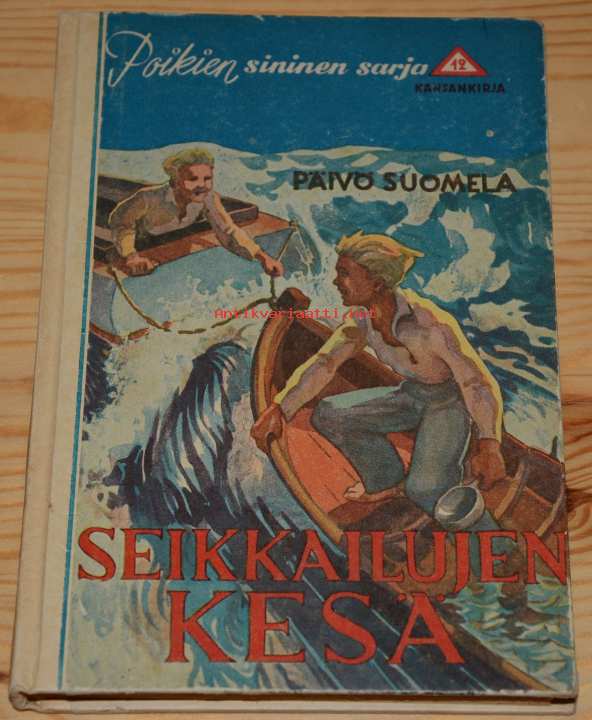 Poikien sininen sarja 12
KANSANKIRJA
PÄIVÖ SUOMELA
Antikvariaatti.net
SEIKKAILUJEN
KESÄ